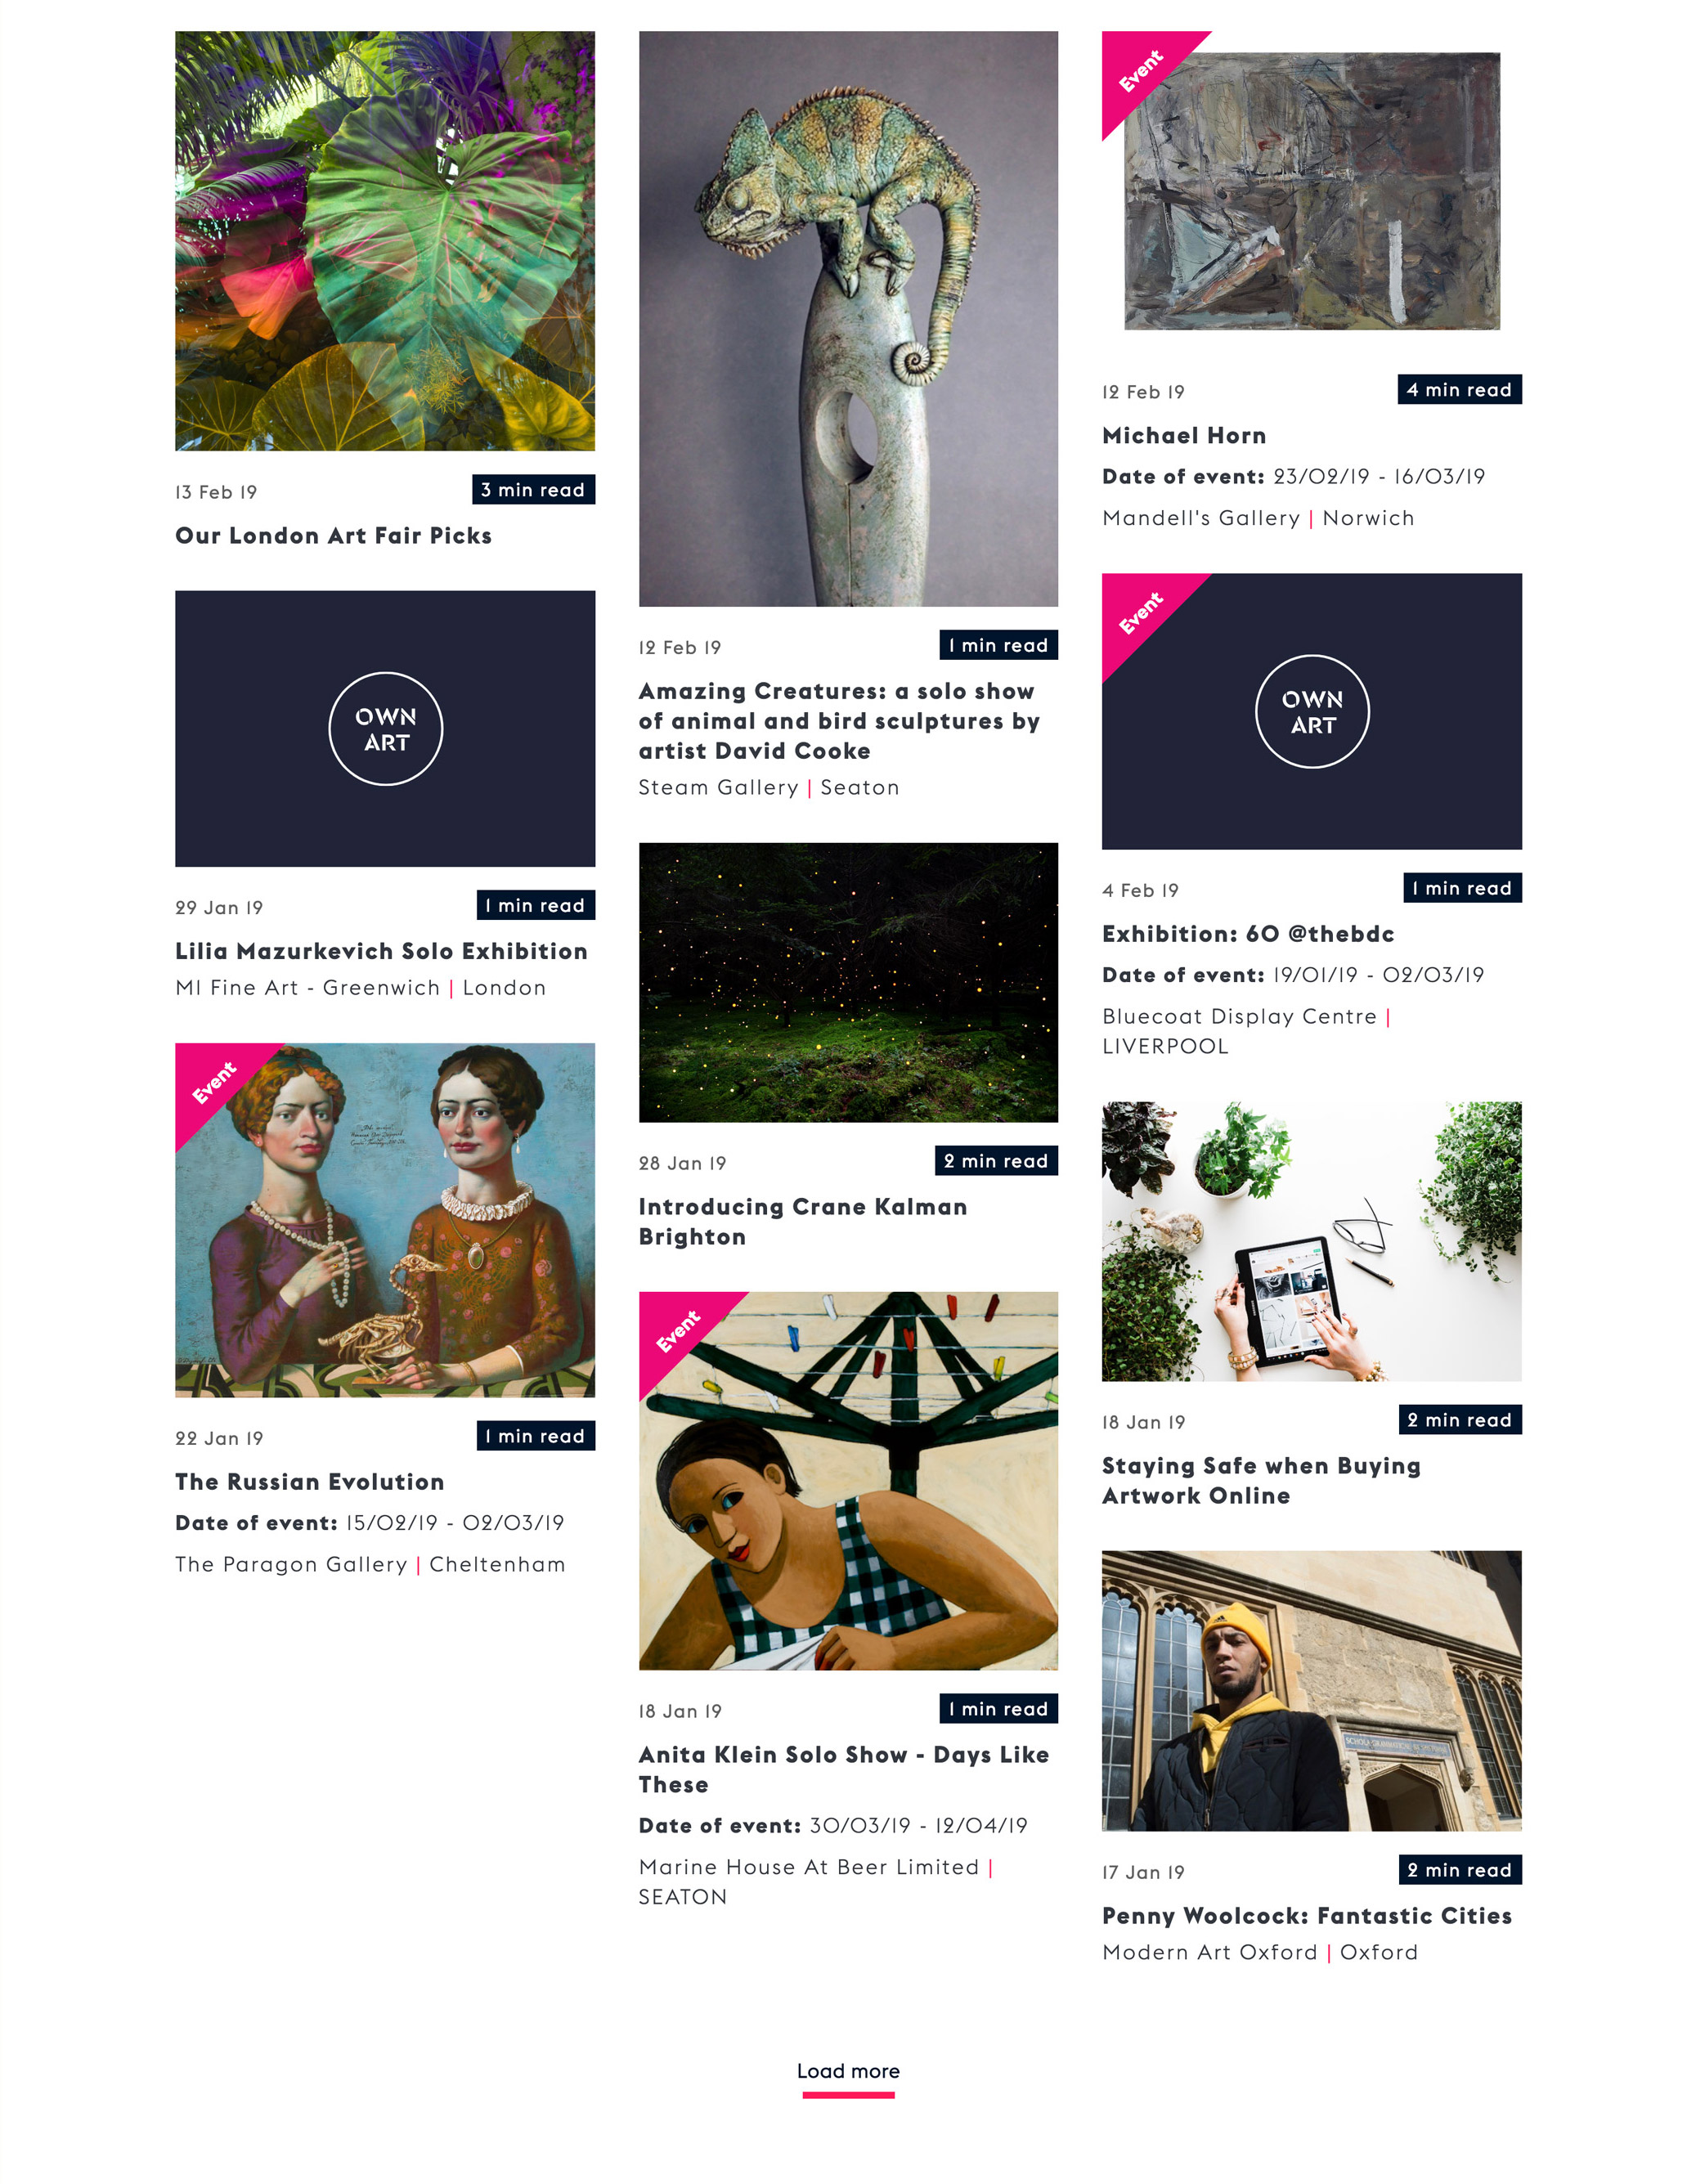 13 Feb 19
3 min read
Our London Art Fair Picks
OWN
ART
29 Jan 19
1 min read
Lilia Mazurkevich Solo Exhibition
MI Fine Art - Greenwich | London
Event
22 Jan 19
1 min read
The Russian Evolution
Date of event: 15/02/19 - 02/03/19
The Paragon Gallery | Cheltenham
12 Feb 19
1 min read
Amazing Creatures: a solo show
of animal and bird sculptures by
artist David Cooke
Steam Gallery | Seaton
28 Jan 19
2 min read
Introducing Crane Kalman
Brighton
Event
18 Jan 19
1 min read
Anita Klein Solo Show - Days Like
These
Date of event: 30/03/19 - 12/04/19
Marine House At Beer Limited |
SEATON
Event
12 Feb 19
4 min read
Michael Horn
Date of event: 23/02/19 - 16/03/19
Mandell's Gallery | Norwich
Event
OWN
ART
4 Feb 19
1 min read
Exhibition: 60 @thebdc
Date of event: 19/01/19 - 02/03/19
Bluecoat Display Centre |
LIVERPOOL
18 Jan 19
2 min read
Staying Safe when Buying
Artwork Online
17 Jan 19
2 min read
Penny Woolcock: Fantastic Cities
Modern Art Oxford | Oxford
Load more